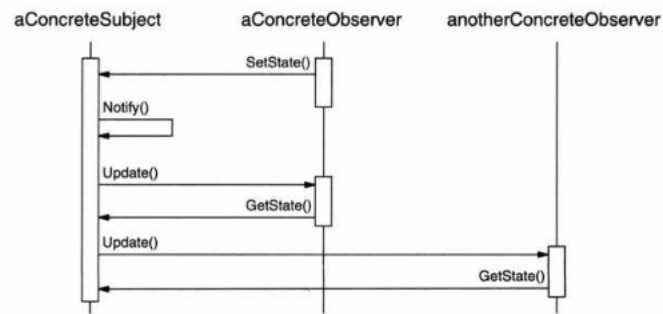 aConcreteSubject aConcreteObserver anotherConcreteObserver
SetState()
Notify()
Update()
GetState()
Update()
GetState()